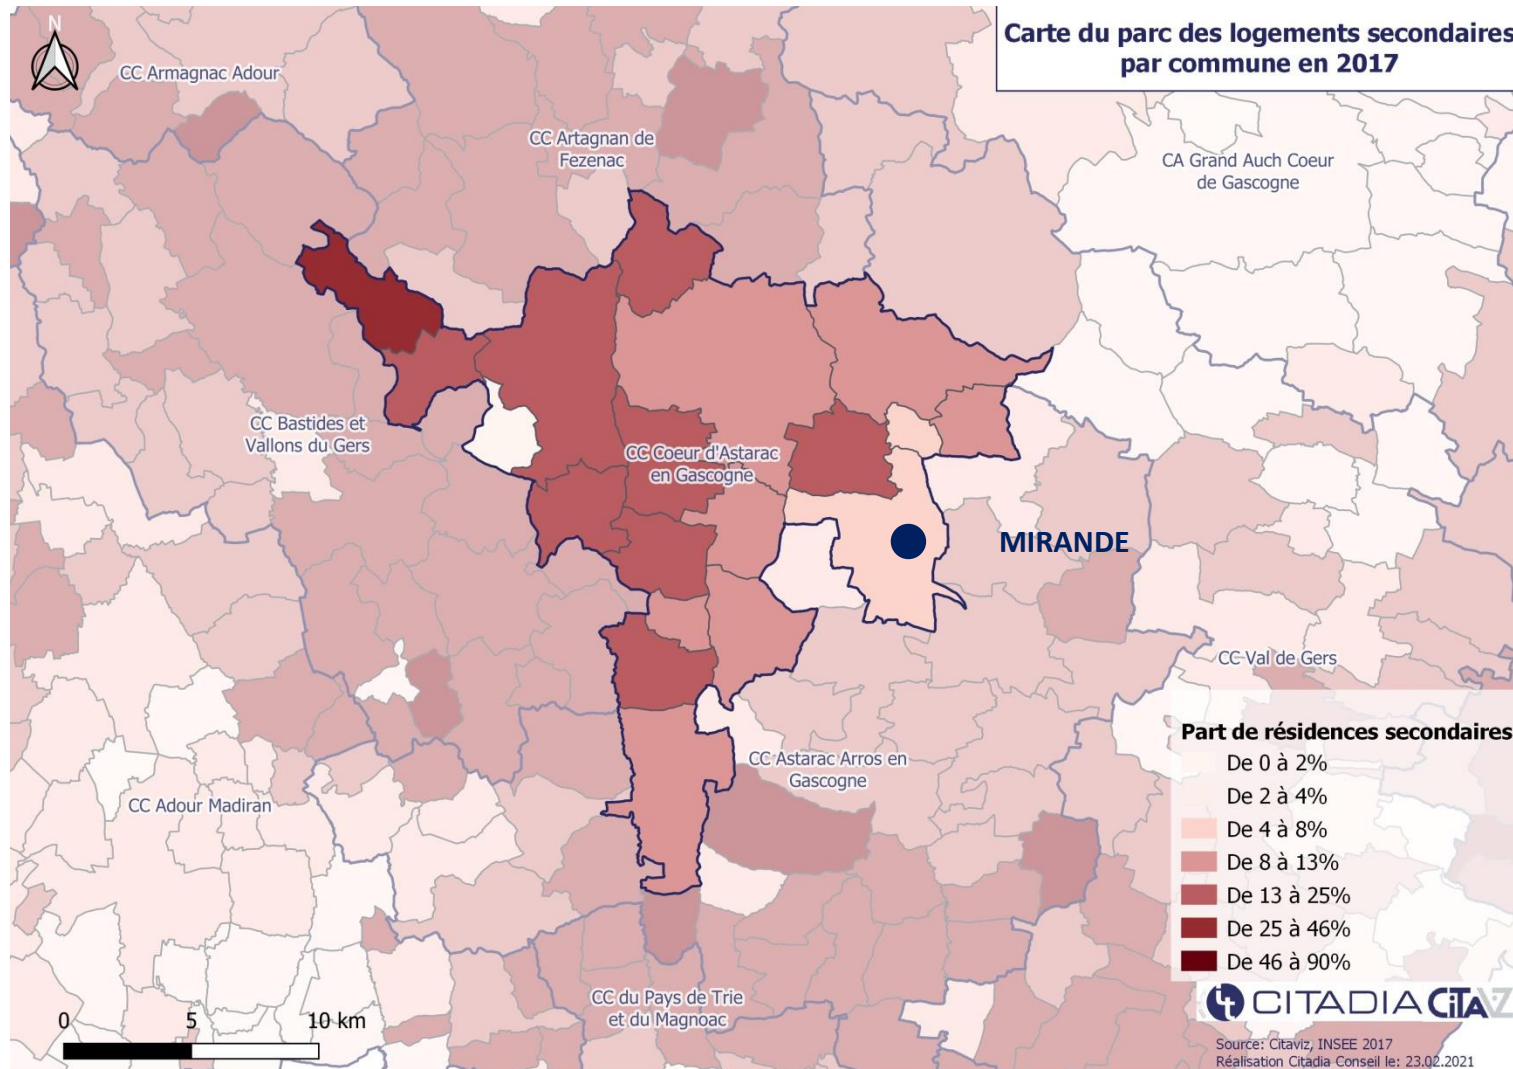 Carte du parc des logements secondaires
par commune en 2017
N
CC Armagnac Adour
CC Artagnan de
Fezenac
CA Grand Auch Coeur
de Gascogne
CC Bastides et
Vallons du Gers
CC Coeur d'Astarac
en Gascogne
MIRANDE
CC Val de Gers
CC Astarac Arros en
Gascogne
CC Adour Madiran
CC du Pays de Trie
et du Magnoac
Part de résidences secondaires
De 0 à 2%
De 2 à 4%
De 4 à 8%
De 8 à 13%
De 13 à 25%
De 25 à 46%
De 46 à 90%
0 5 10 km
CITADIA CiTAViZ
Source: Citaviz, INSEE 2017
Réalisation Citadia Conseil le: 23.02.2021